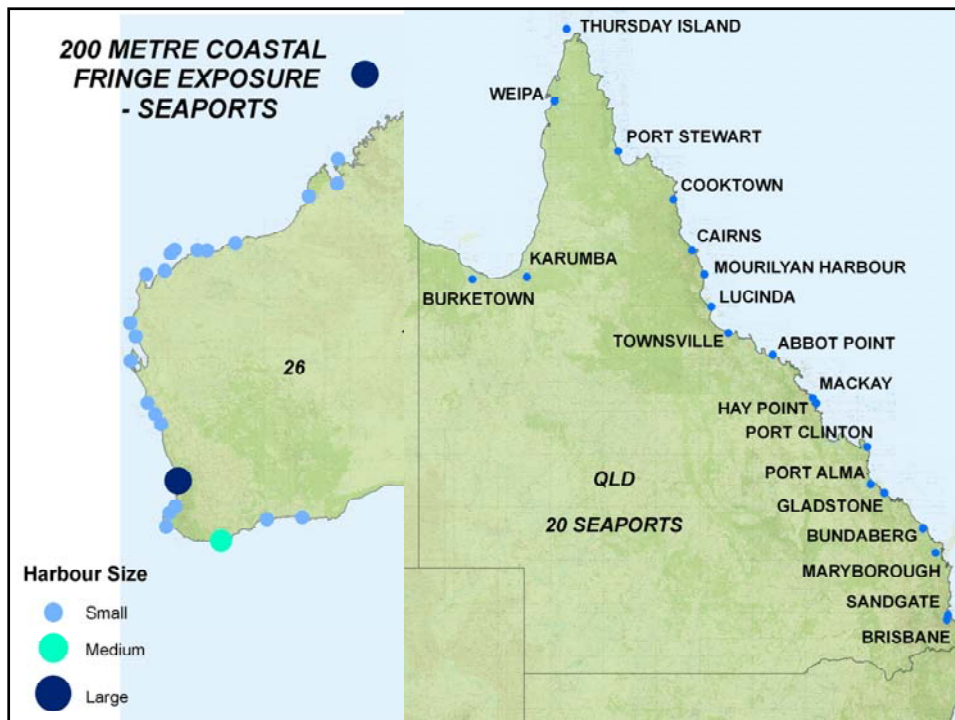 200 METRE COASTAL
FRINGE EXPOSURE
- SEAPORTS
26
Harbour Size
Small
Medium
Large
THURSDAY ISLAND
WEIPA
PORT STEWART
COOKTOWN
CAIRNS
KARUMBA
MOURILYAN HARBOUR
BURKETOWN
LUCINDA
TOWNSVILLE
ABBOT POINT
MACKAY
HAY POINT
PORT CLINTON
PORT ALMA
QLD
GLADSTONE
20 SEAPORTS
BUNDABERG
MARYBOROUGH
SANDGATE
BRISBANE